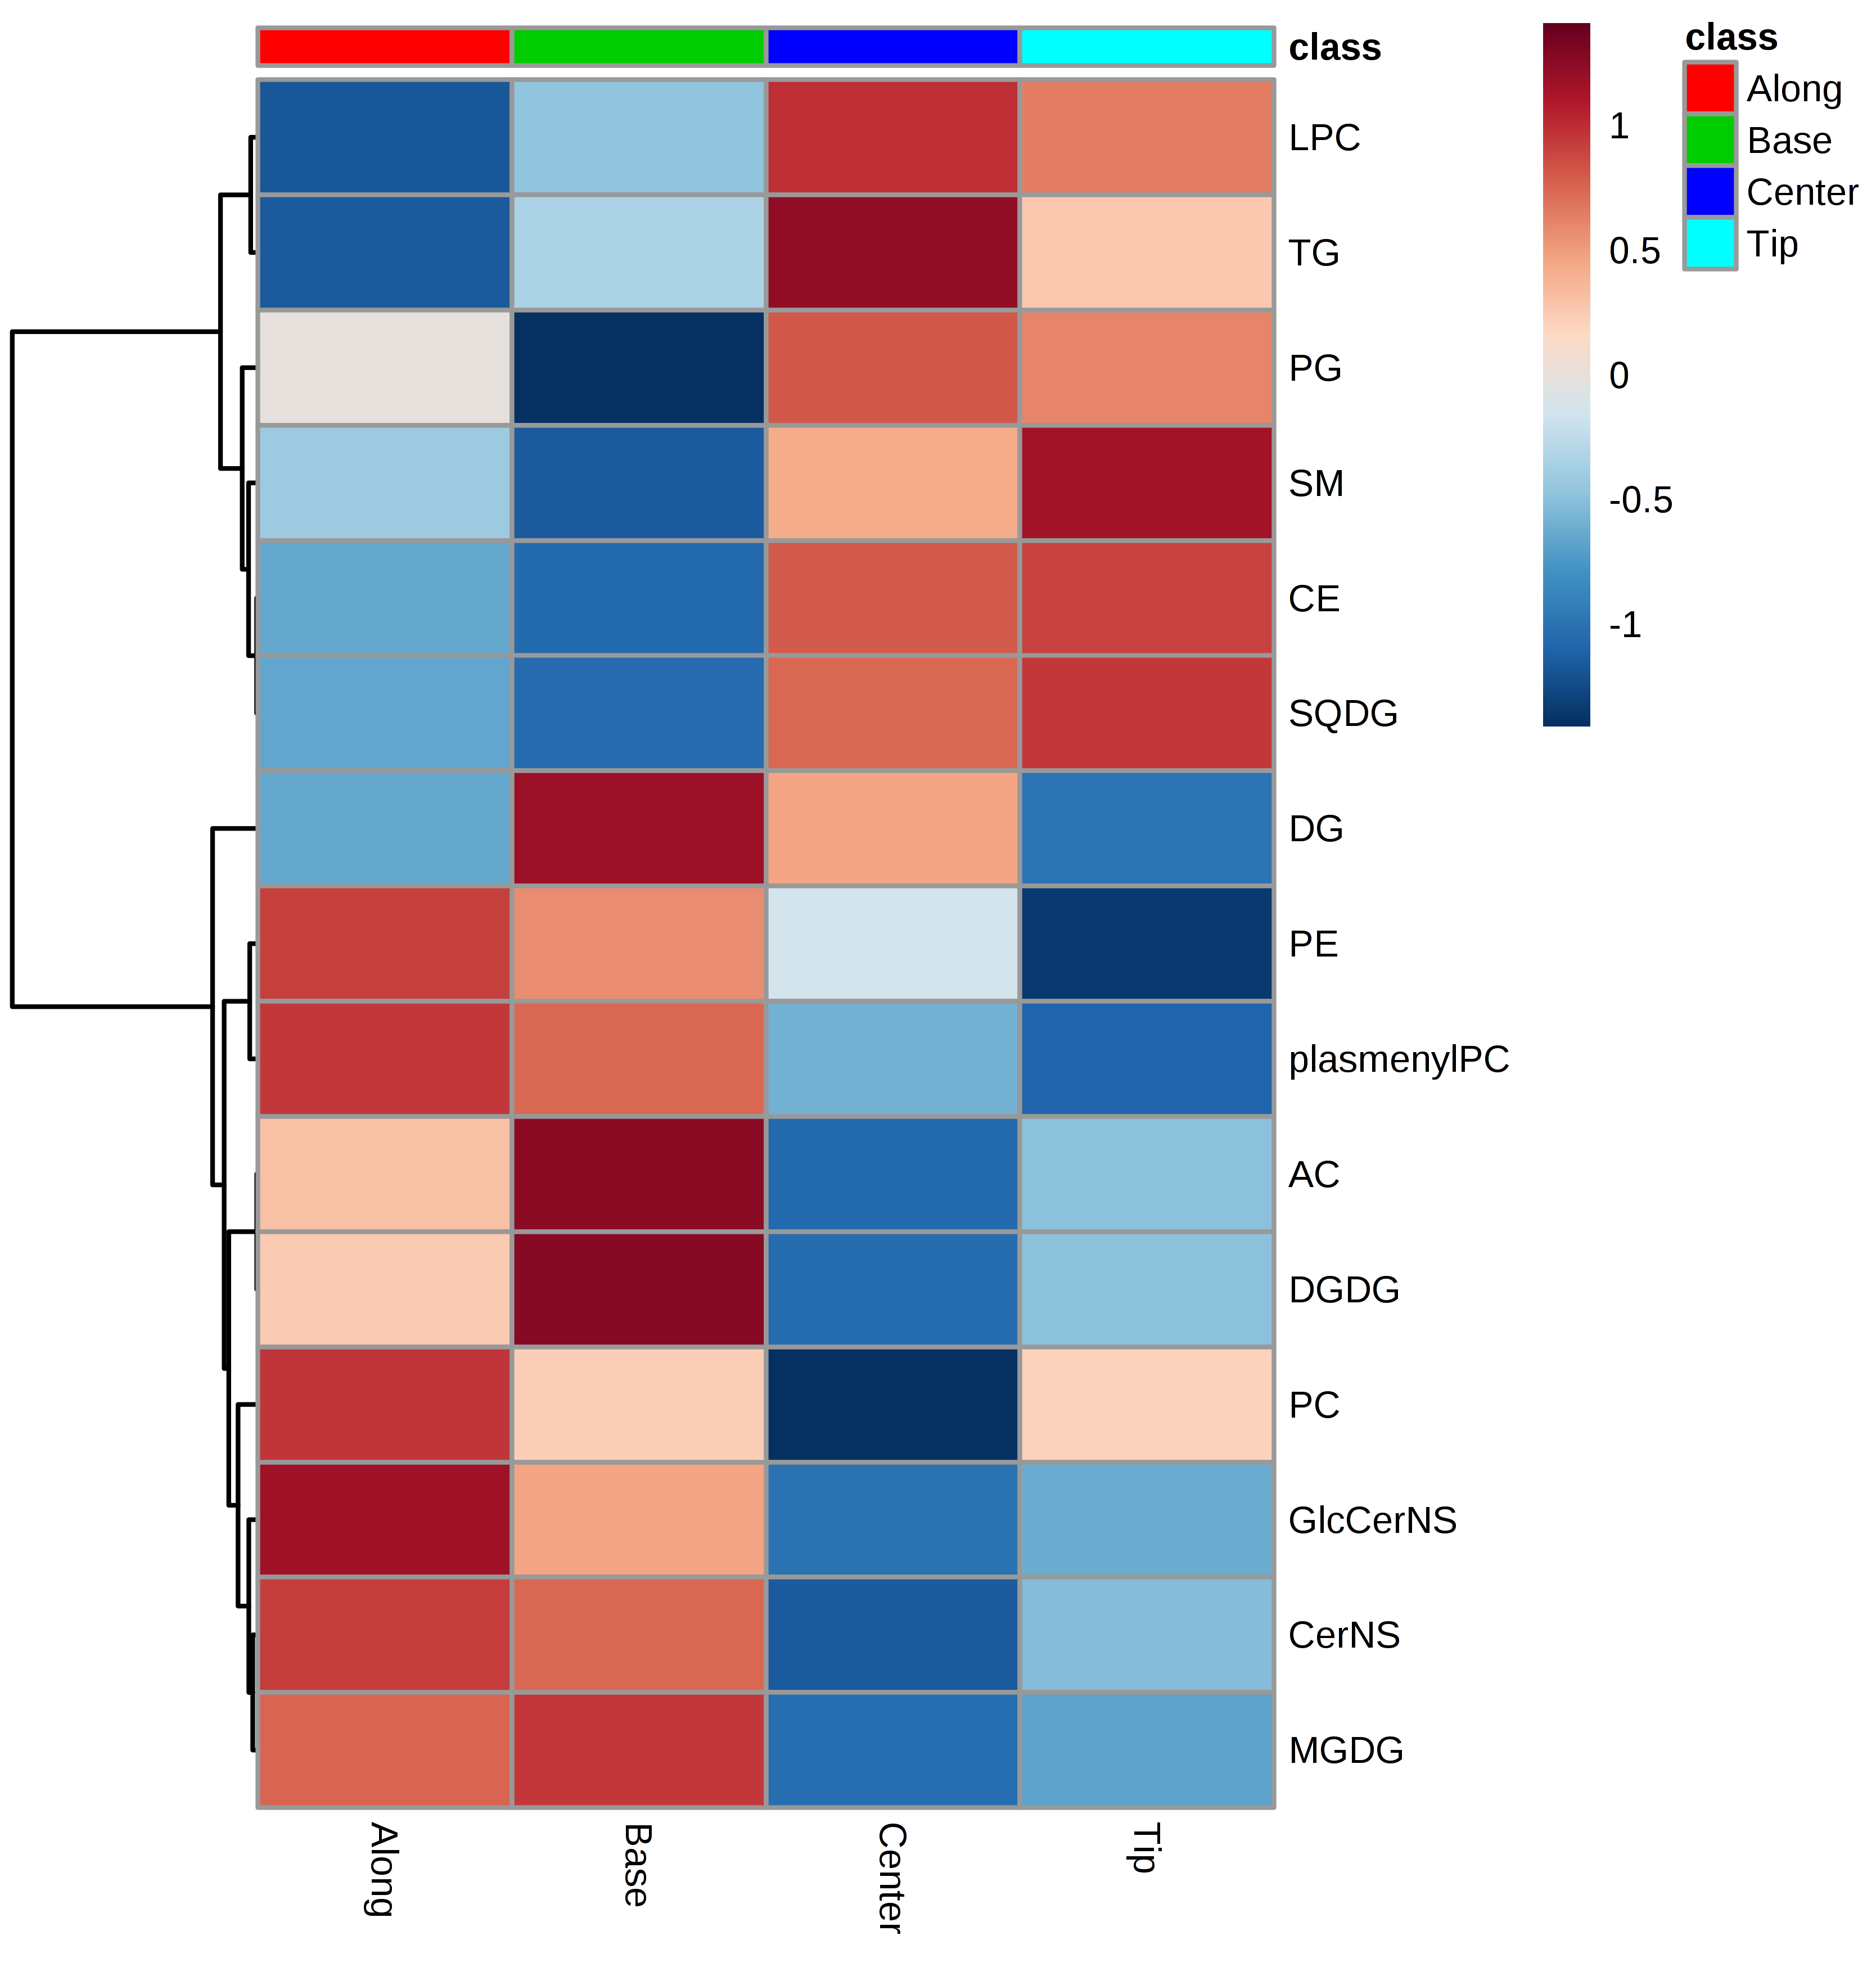 class
LPC
TG
PG
SM
CE
SQDG
DG
PE
plasmenylPC
AC
DGDG
PC
GlcCerNS
CerNS
MGDG
Along
Base
Center
Tip
1
0.5
0
-0.5
-1
class
Along
Base
Center
Tip